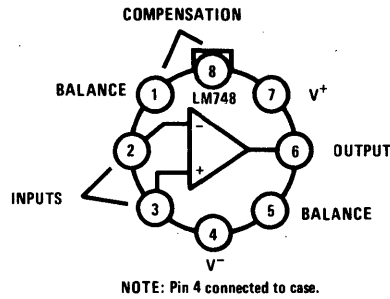 COMPENSATION
8
BALANCE 1 LM748 7 V+
2 − 6 OUTPUT
INPUTS 3 + 5 BALANCE
4
V−
NOTE: Pin 4 connected to case.